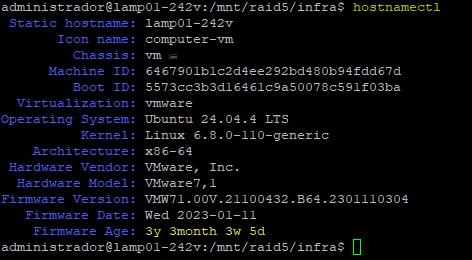 administrador@lamp01-242v:/mnt/raid5/infra$ hostnamectl
Static hostname: lamp01-242v
Icon name: computer-vm
Chassis: vm
Machine ID: 6467901b1c2d4ee292bd480b94fdd67d
Boot ID: 5573cc3b3d16461c9a50078c591f03ba
Virtualization: vmware
Operating System: Ubuntu 24.04.4 LTS
Kernel: Linux 6.8.0-110-generic
Architecture: x86-64
Hardware Vendor: VMware, Inc.
Hardware Model: VMware7,1
Firmware Version: VMW71.00V.21100432.B64.2301110304
Firmware Date: Wed 2023-01-11
Firmware Age: 3y 3month 3w 5d
administrador@lamp01-242v:/mnt/raid5/infra$